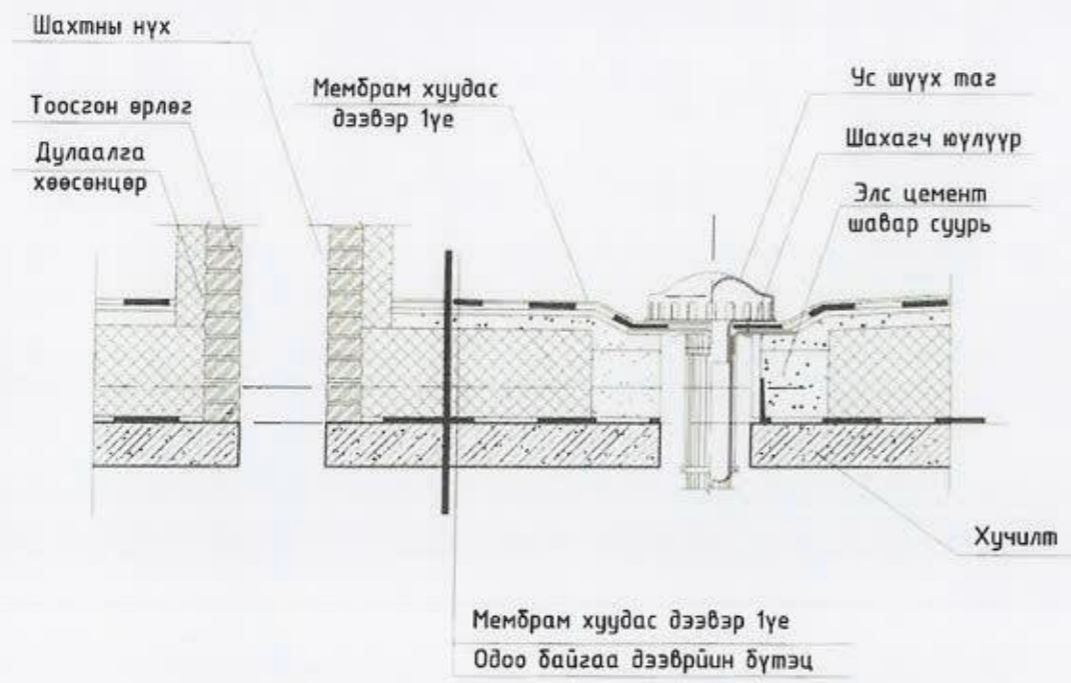 Шахтны нүх
Тоосгон өрлөг
Дулаалга
хөөсөнцөр
Мембрам хуудас
дээвэр 1үе
Ус шүүх таг
Шахагч юүлүүр
Элс цемент
шавар суурь
Хучилт
Мембрам хуудас дээвэр 1үе
Одоо байгаа дээврийн бүтэц